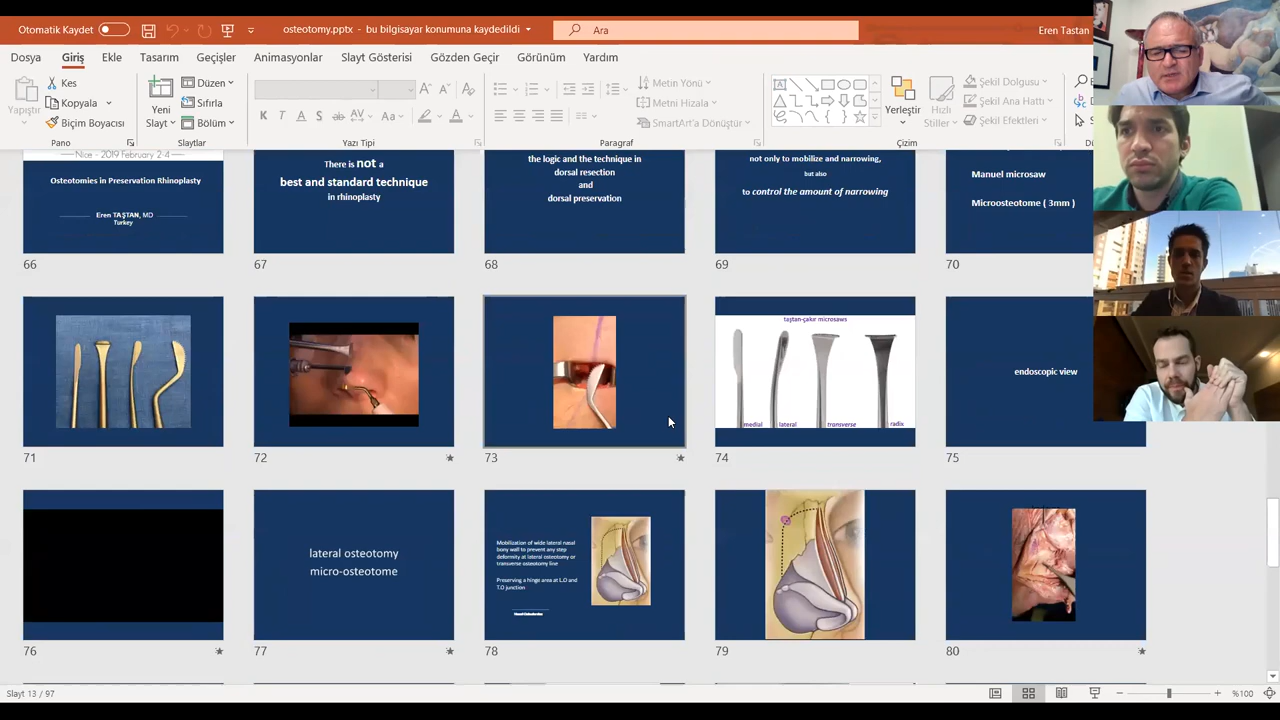 Otomatik Kaydet
osteotomy.pptx - bu bilgisayar konumuna kaydedildi
Ara
Eren Tastan
Dosya
Giriş
Ekle
Tasarım
Geçişler
Animasyonlar
Slayt Gösterisi
Gözden Geçir
Görünüm
Yardım
Yapıştır
Kes
Kopyala
Biçim Boyacısı
Pano
Yeni
Slayt
Düzen
Sıfırla
Bölüm
Slaytlar
Yazı Tipi
Metin Yönü
Metni Hizala
SmartArt'a Dönüştür
Paragraf
Yerleştir
Hızlı
Stiller
Şekil Dolgusu
Şekil Ana Hattı
Şekil Efektleri
Çizim
Nice - 2019 February 2-4
Osteotomies in Preservation Rhinoplasty
Eren TAŞTAN, MD
Turkey
66
There is not a
best and standard technique
in rhinoplasty
67
the logic and the technique in
dorsal resection
and
dorsal preservation
68
not only to mobilize and narrowing,
but also
to control the amount of narrowing
69
Manuel microsaw
Microosteotome ( 3mm )
70
71
72
73
taştan-çakır microsaws
medial
lateral
transverse
radix
74
endoscopic view
75
76
lateral osteotomy
micro-osteotome
77
Mobilization of wide lateral nasal
bony wall to prevent any step
deformity at lateral osteotomy or
transverse osteotomy line
Preserving a hinge area at L.O and
T.O junction
78
79
80
Slayt 13 / 97
%100